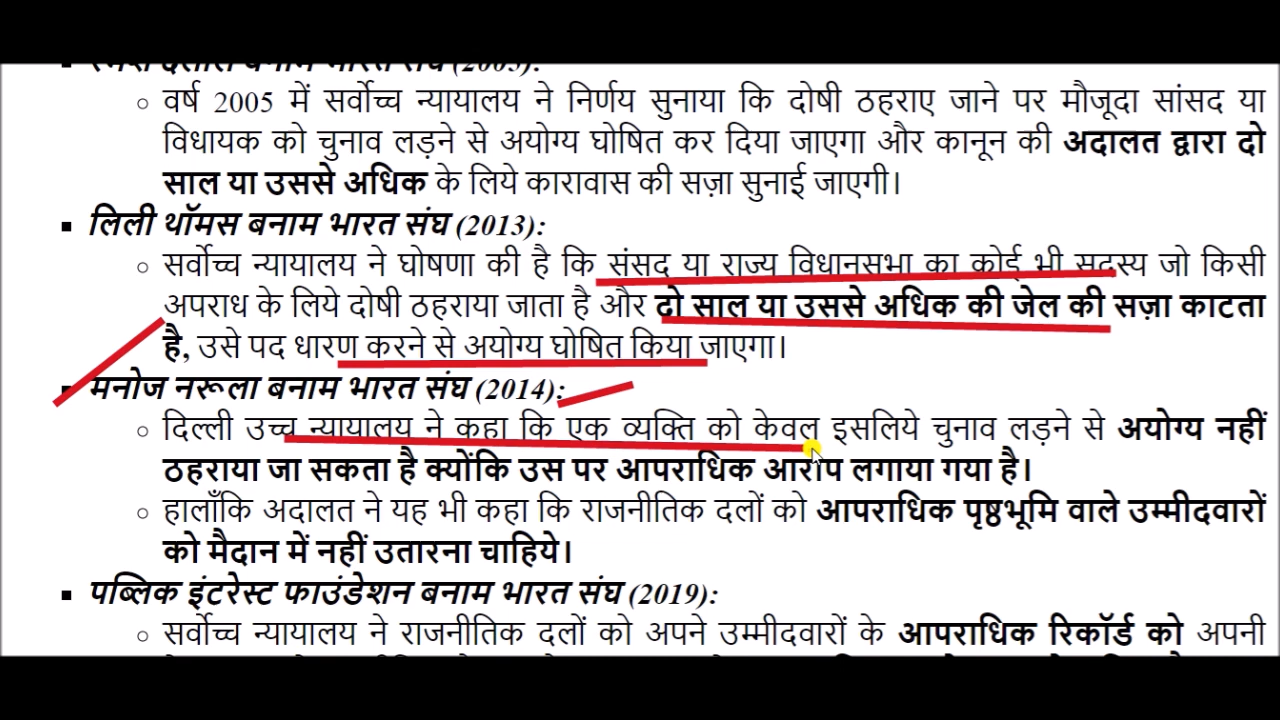 बनाम भारत संघ (2005):
○ वर्ष 2005 में सर्वोच्च न्यायालय ने निर्णय सुनाया कि दोषी ठहराए जाने पर मौजूदा सांसद या
विधायक को चुनाव लड़ने से अयोग्य घोषित कर दिया जाएगा और कानून की अदालत द्वारा दो
साल या उससे अधिक के लिये कारावास की सज़ा सुनाई जाएगी।
▪ लिली थॉमस बनाम भारत संघ (2013):
○ सर्वोच्च न्यायालय ने घोषणा की है कि संसद या राज्य विधानसभा का कोई भी सदस्य जो किसी
अपराध के लिये दोषी ठहराया जाता है और दो साल या उससे अधिक की जेल की सज़ा काटता
है, उसे पद धारण करने से अयोग्य घोषित किया जाएगा।
▪ मनोज नरूला बनाम भारत संघ (2014):
○ दिल्ली उच्च न्यायालय ने कहा कि एक व्यक्ति को केवल इसलिये चुनाव लड़ने से अयोग्य नहीं
ठहराया जा सकता है क्योंकि उस पर आपराधिक आरोप लगाया गया है।
○ हालाँकि अदालत ने यह भी कहा कि राजनीतिक दलों को आपराधिक पृष्ठभूमि वाले उम्मीदवारों
को मैदान में नहीं उतारना चाहिये।
▪ पब्लिक इंटरेस्ट फाउंडेशन बनाम भारत संघ (2019):
○ सर्वोच्च न्यायालय ने राजनीतिक दलों को अपने उम्मीदवारों के आपराधिक रिकॉर्ड को अपनी